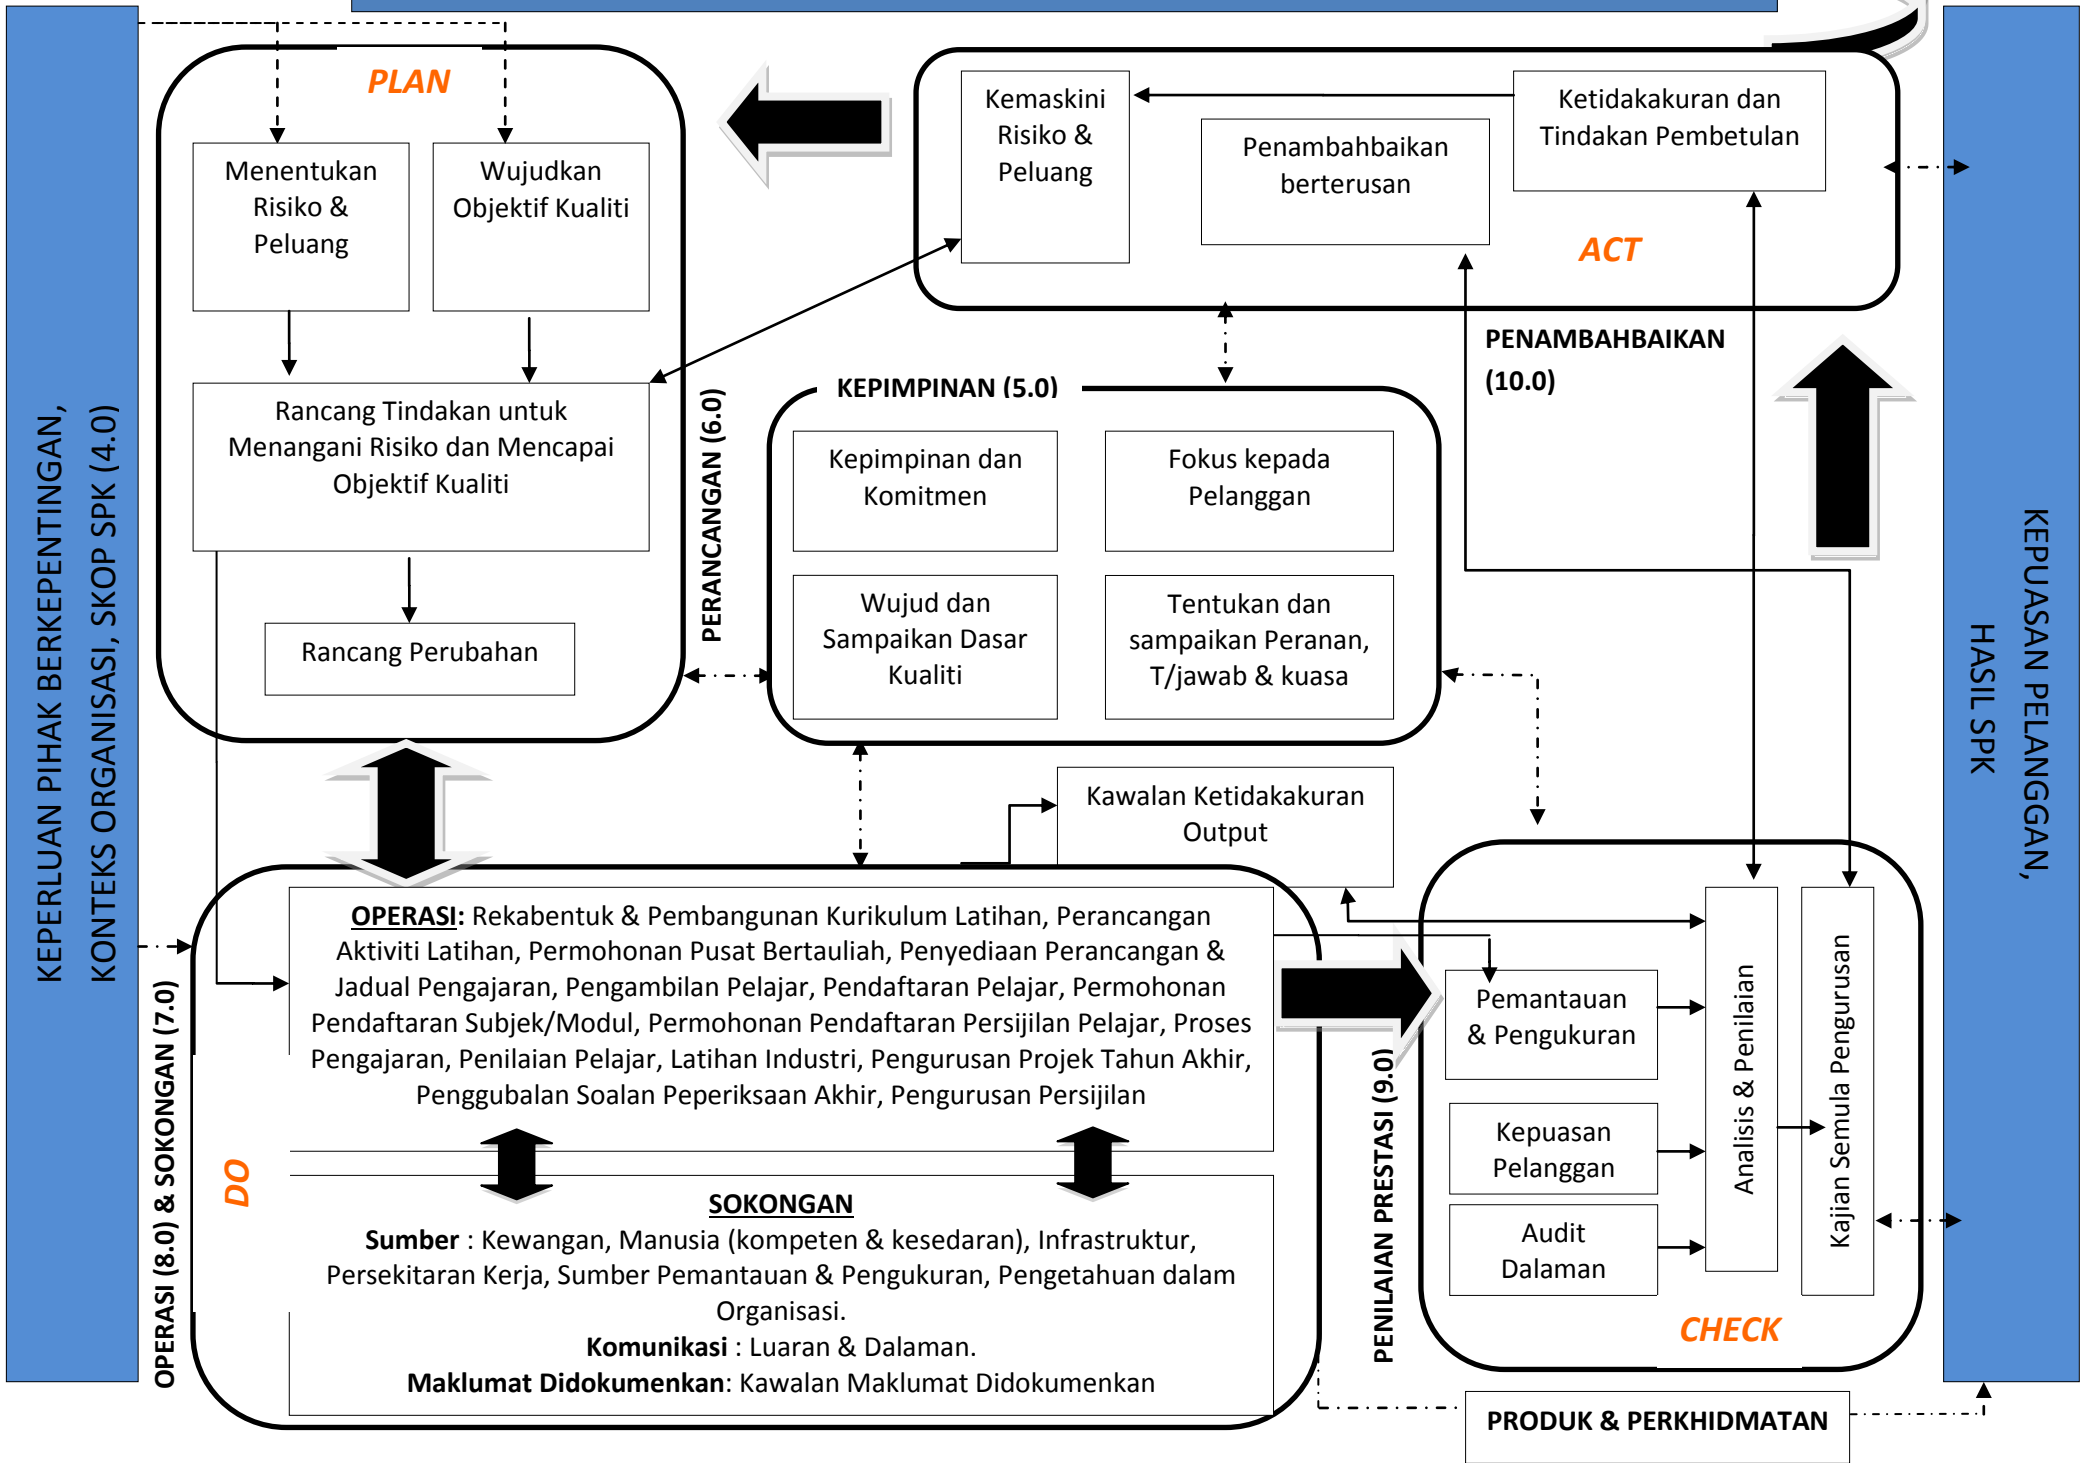 KEPERLUAN PIHAK BERKEPENTINGAN,
KONTEKS ORGANISASI, SKOP SPK (4.0)
PLAN
Menentukan
Risiko &
Peluang
Wujudkan
Objektif Kualiti
Rancang Tindakan untuk
Menangani Risiko dan Mencapai
Objektif Kualiti
Rancang Perubahan
PERANCANGAN (6.0)
Kemaskini
Risiko &
Peluang
Penambahbaikan
berterusan
Ketidakakuran dan
Tindakan Pembetulan
ACT
PENAMBAHBAIKAN
(10.0)
KEPIMPINAN (5.0)
Kepimpinan dan
Komitmen
Fokus kepada
Pelanggan
Wujud dan
Sampaikan Dasar
Kualiti
Tentukan dan
sampaikan Peranan,
T/jawab & kuasa
Kawalan Ketidakakuran
Output
OPERASI (8.0) & SOKONGAN (7.0)
DO
OPERASI: Rekabentuk & Pembangunan Kurikulum Latihan, Perancangan
Aktiviti Latihan, Permohonan Pusat Bertauliah, Penyediaan Perancangan &
Jadual Pengajaran, Pengambilan Pelajar, Pendaftaran Pelajar, Permohonan
Pendaftaran Subjek/Modul, Permohonan Pendaftaran Persijilan Pelajar, Proses
Pengajaran, Penilaian Pelajar, Latihan Industri, Pengurusan Projek Tahun Akhir,
Penggubalan Soalan Peperiksaan Akhir, Pengurusan Persijilan
SOKONGAN
Sumber : Kewangan, Manusia (kompeten & kesedaran), Infrastruktur,
Persekitaran Kerja, Sumber Pemantauan & Pengukuran, Pengetahuan dalam
Organisasi.
Komunikasi : Luaran & Dalaman.
Maklumat Didokumenkan: Kawalan Maklumat Didokumenkan
PENILAIAN PRESTASI (9.0)
Pemantauan
& Pengukuran
Kepuasan
Pelanggan
Audit
Dalaman
Analisis & Penilaian
Kajian Semula Pengurusan
CHECK
PRODUK & PERKHIDMATAN
KEPUASAN PELANGGAN,
HASIL SPK